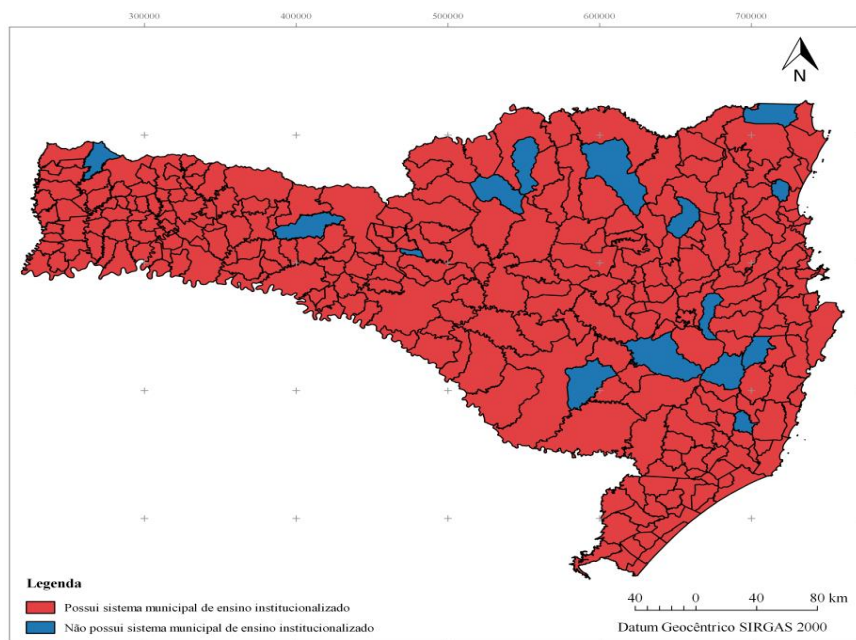 300000 400000 500000 600000 700000
N
Legenda
Possui sistema municipal de ensino institucionalizado
Não possui sistema municipal de ensino institucionalizado
40 0 40 80 km
Datum Geocêntrico SIRGAS 2000